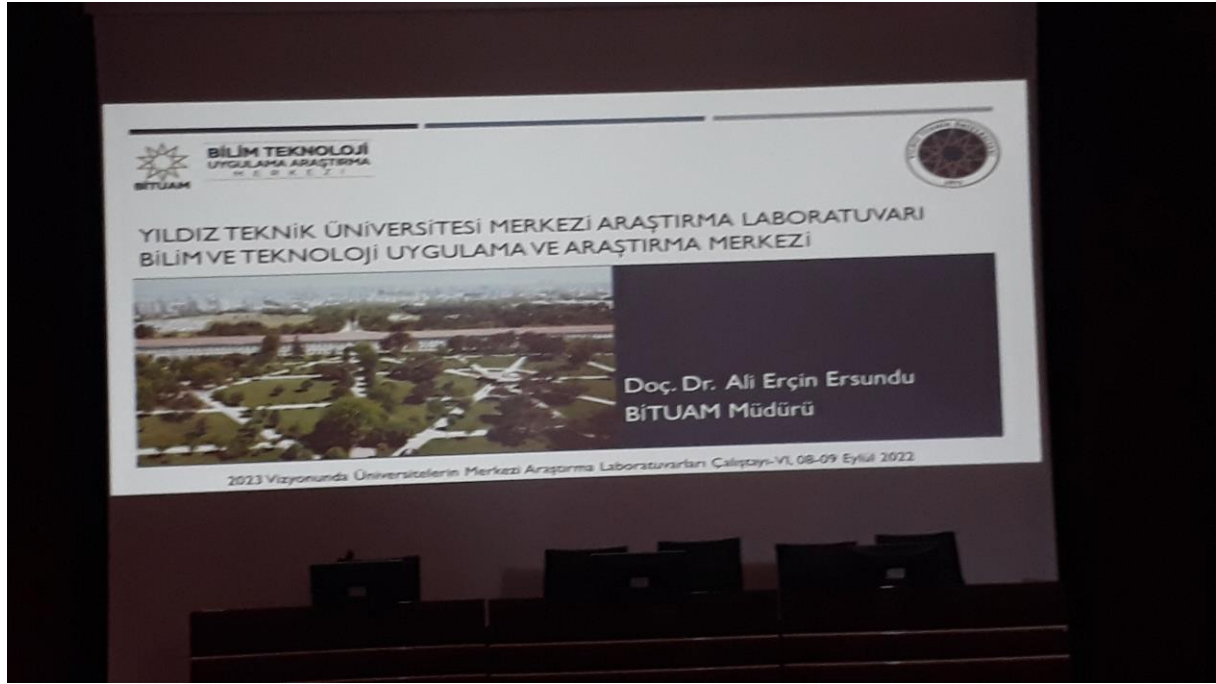 BİTUAM
BİLİM TEKNOLOJİ
UYGULAMA ARAŞTIRMA
MERKEZİ
YILDIZ TEKNİK ÜNİVERSİTESİ MERKEZİ ARAŞTIRMA LABORATUVARI
BİLİM VE TEKNOLOJİ UYGULAMA VE ARAŞTIRMA MERKEZİ
Doç. Dr. Ali Erçin Ersundu
BİTUAM Müdürü
2023 Vizyonunda Üniversitelerin Merkezi Araştırma Laboratuvarları Çalıştayı-VI, 08-09 Eylül 2022